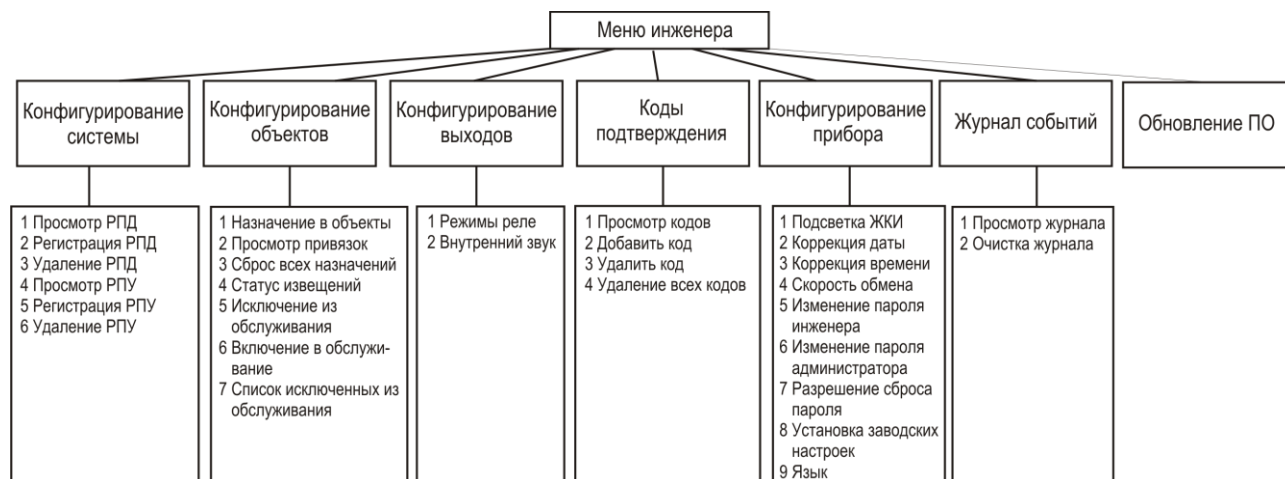 Меню инженера
Конфигурирование
системы
Конфигурирование
объектов
Конфигурирование
выходов
Коды
подтверждения
Конфигурирование
прибора
Журнал событий
Обновление ПО
1 Просмотр РПД
2 Регистрация РПД
3 Удаление РПД
4 Просмотр РПУ
5 Регистрация РПУ
6 Удаление РПУ
1 Назначение в объекты
2 Просмотр привязок
3 Сброс всех назначений
4 Статус извещений
5 Исключение из
обслуживания
6 Включение в обслужи-
вание
7 Список исключенных из
обслуживания
1 Режимы реле
2 Внутренний звук
1 Просмотр кодов
2 Добавить код
3 Удалить код
4 Удаление всех кодов
1 Подсветка ЖКИ
2 Коррекция даты
3 Коррекция времени
4 Скорость обмена
5 Изменение пароля
инженера
6 Изменение пароля
администратора
7 Разрешение сброса
пароля
8 Установка заводских
настроек
9 Язык
1 Просмотр журнала
2 Очистка журнала